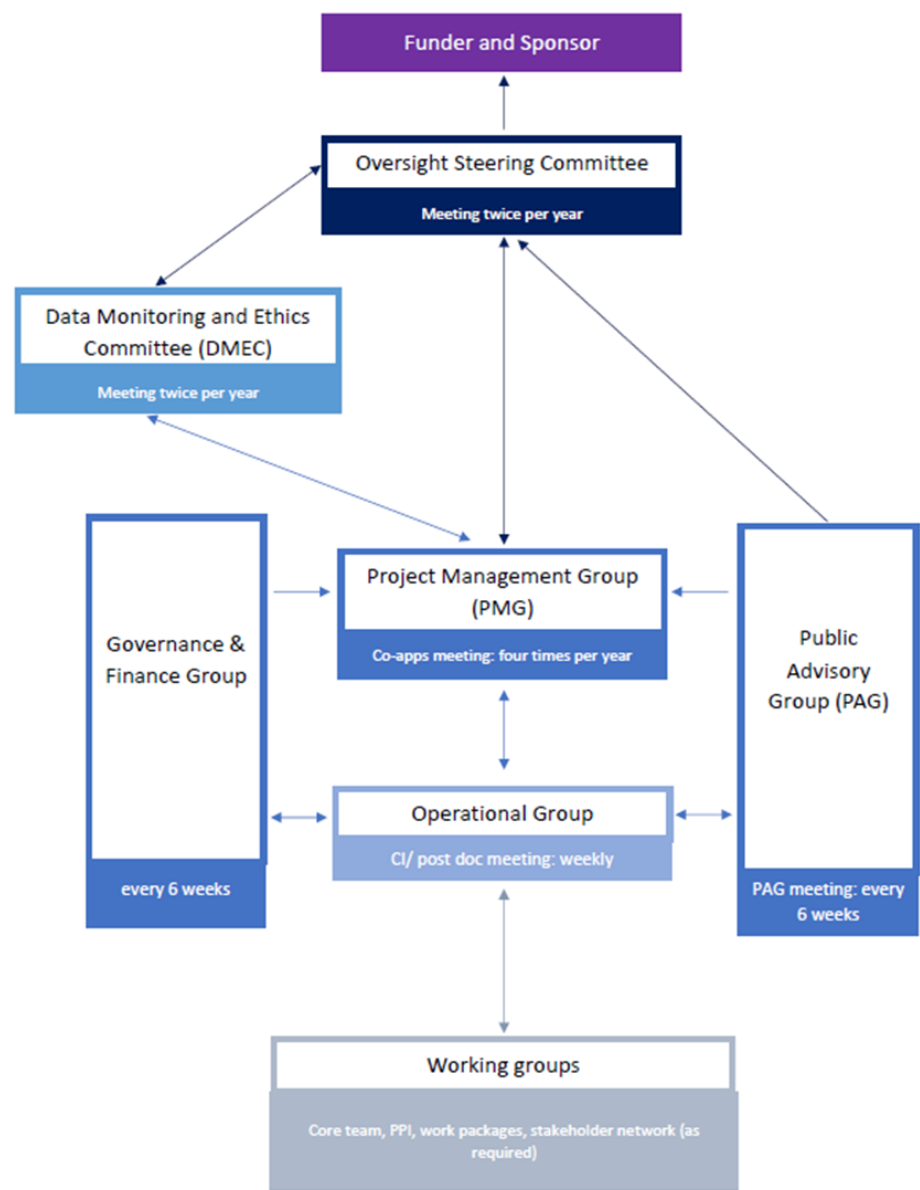 Funder and Sponsor
Oversight Steering Committee
Meeting twice per year
Data Monitoring and Ethics
Committee (DMEC)
Meeting twice per year
Governance &
Finance Group
every 6 weeks
Project Management Group
(PMG)
Co-apps meeting: four times per year
Public
Advisory
Group (PAG)
PAG meeting: every
6 weeks
Operational Group
CI/ post doc meeting: weekly
Working groups
Core team, PPI, work packages, stakeholder network (as
required)